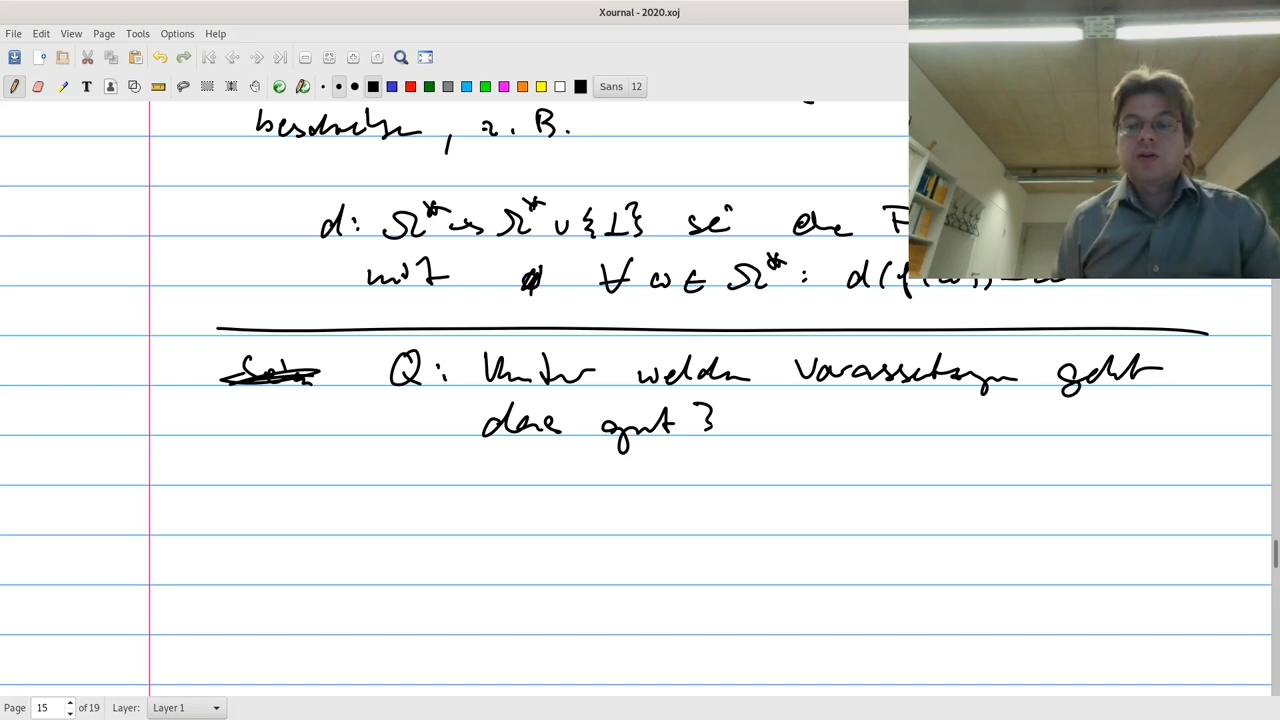 Xournal - 2020.xoj
File Edit View Page Tools Options Help
Sans 12
beschreiben, z. B.
d: Ω* → Ω* ∪ {⊥} sei die F
mit ∀ ω ∈ Ω*: d(f(ω)) = ω
Q: Unter welchen Voraussetzungen geht
das gut?
Page 15 of 19 Layer: Layer 1